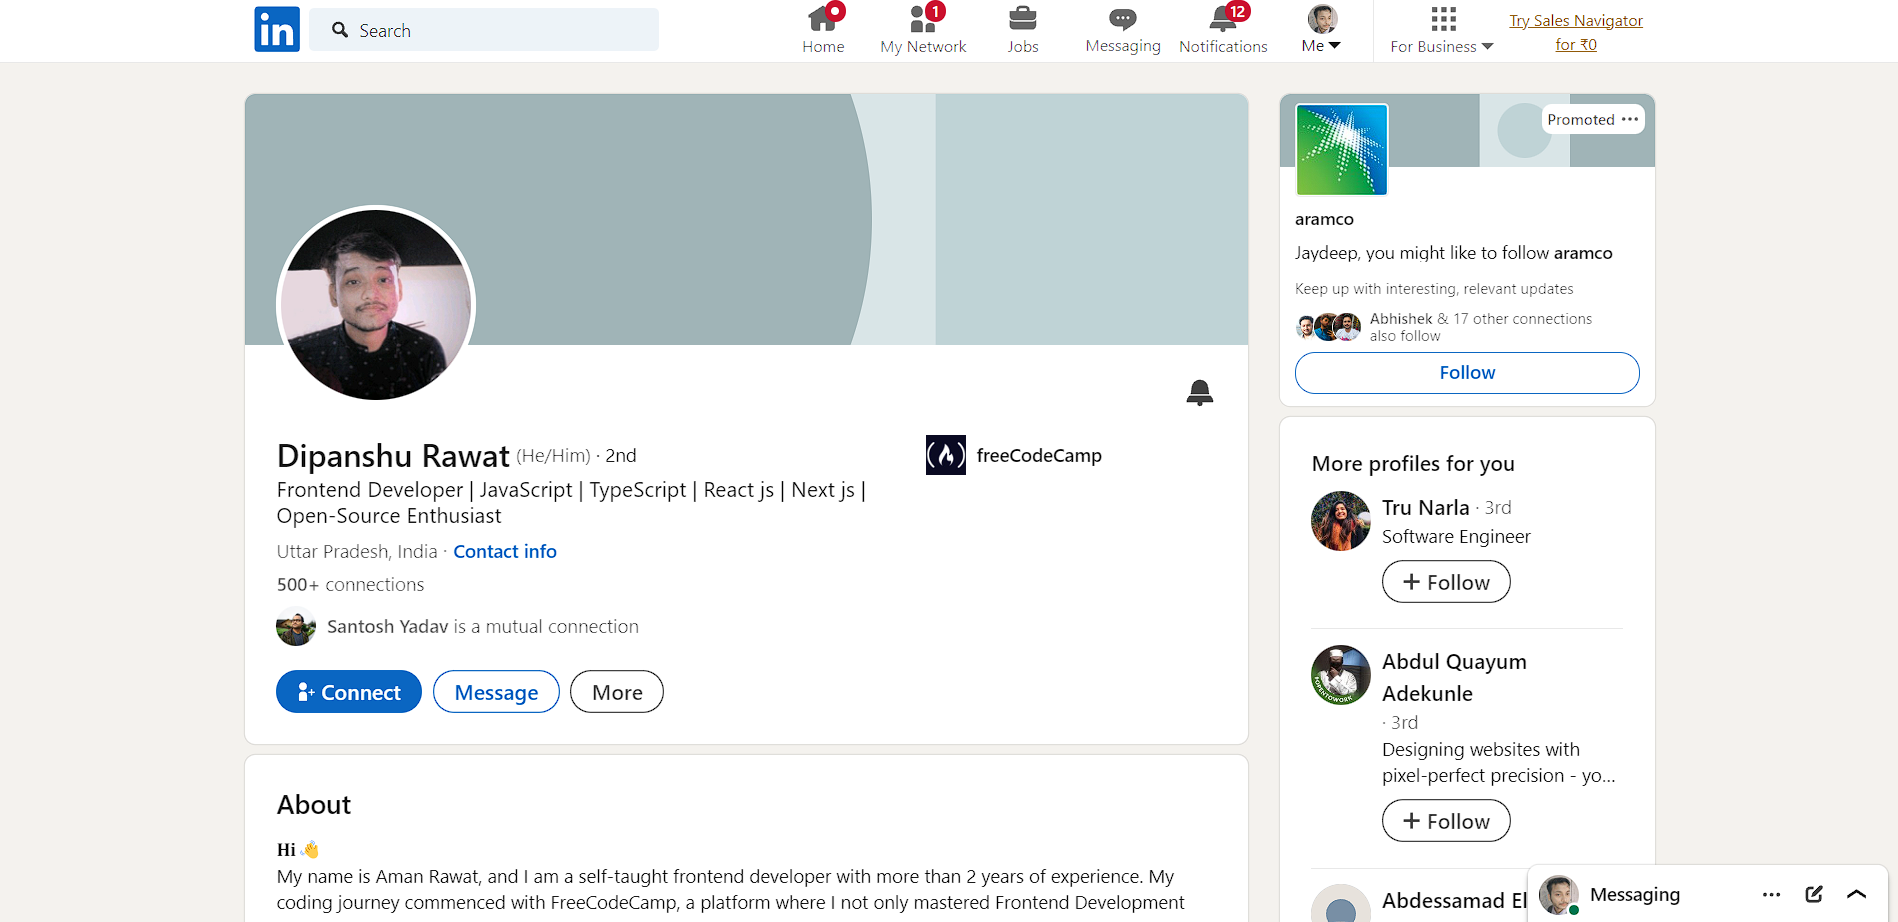 in
Search
Home
1
My Network
Jobs
Messaging
12
Notifications
Me
For Business
Try Sales Navigator
for ₹0
Promoted
aramco
Jaydeep, you might like to follow aramco
Keep up with interesting, relevant updates
Abhishek & 17 other connections
also follow
Follow
Dipanshu Rawat (He/Him) · 2nd
freeCodeCamp
Frontend Developer | JavaScript | TypeScript | React js | Next js |
Open-Source Enthusiast
Uttar Pradesh, India · Contact info
500+ connections
Santosh Yadav is a mutual connection
Connect
Message
More
More profiles for you
Tru Narla · 3rd
Software Engineer
+ Follow
Abdul Quayum
Adekunle
· 3rd
#OPENTOWORK
Designing websites with
pixel-perfect precision - yo...
+ Follow
Abdessamad El
Messaging
About
Hi 👋
My name is Aman Rawat, and I am a self-taught frontend developer with more than 2 years of experience. My
coding journey commenced with FreeCodeCamp, a platform where I not only mastered Frontend Development